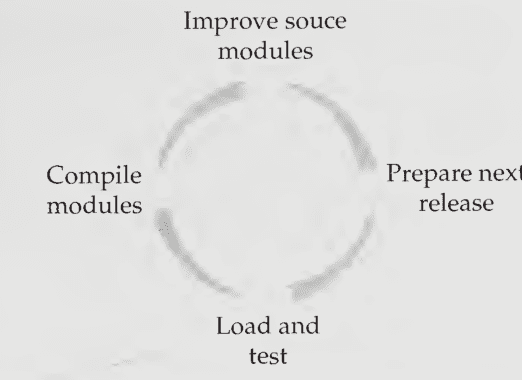 Improve souce
modules
Compile
modules
Prepare next
release
Load and
test